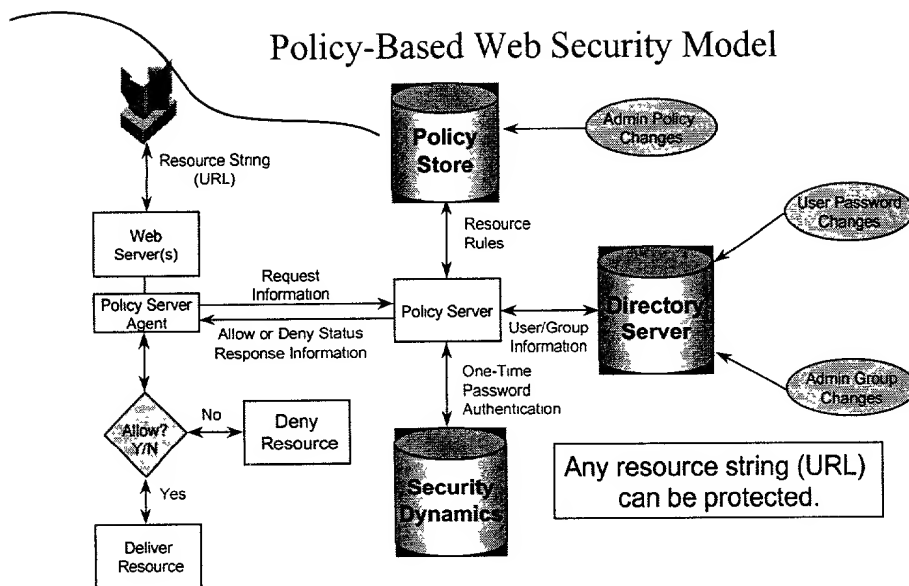 Policy-Based Web Security Model
Resource String
(URL)
Policy
Store
Admin Policy
Changes
Web
Server(s)
Resource
Rules
User Password
Changes
Request
Information
Policy Server
Agent
Policy Server
Directory
Server
Allow or Deny Status
Response Information
User/Group
Information
One-Time
Password
Authentication
Admin Group
Changes
Allow?
Y/N
No
Deny
Resource
Yes
Security
Dynamics
Any resource string (URL)
can be protected.
Deliver
Resource